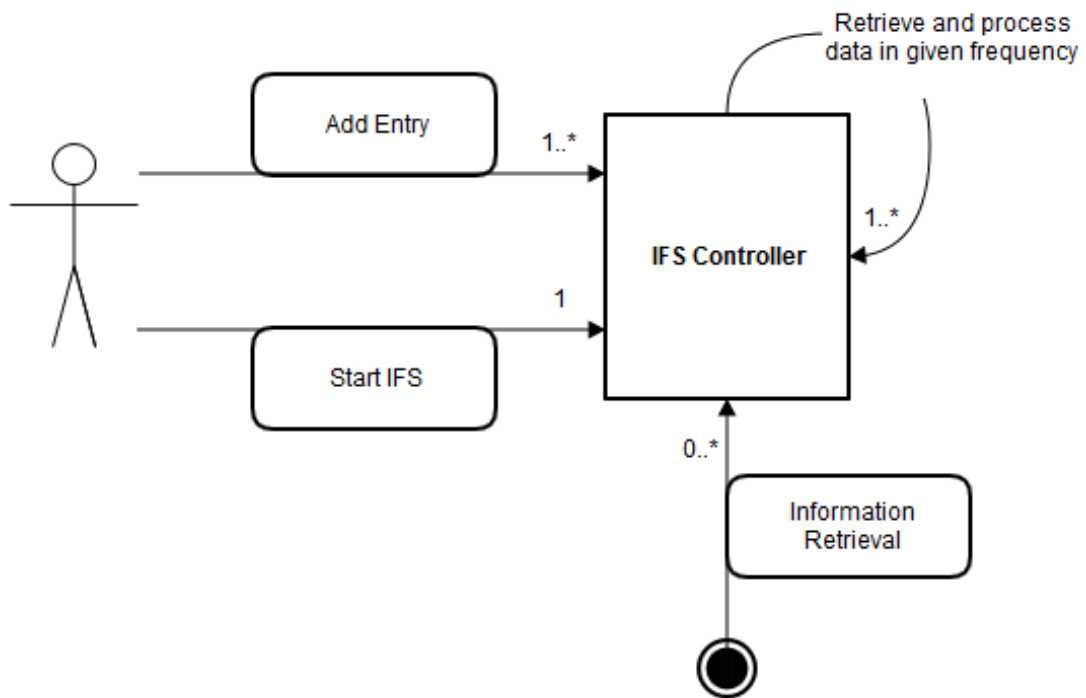 Retrieve and process
data in given frequency
Add Entry
1..*
1..*
IFS Controller
1
Start IFS
0..*
Information
Retrieval